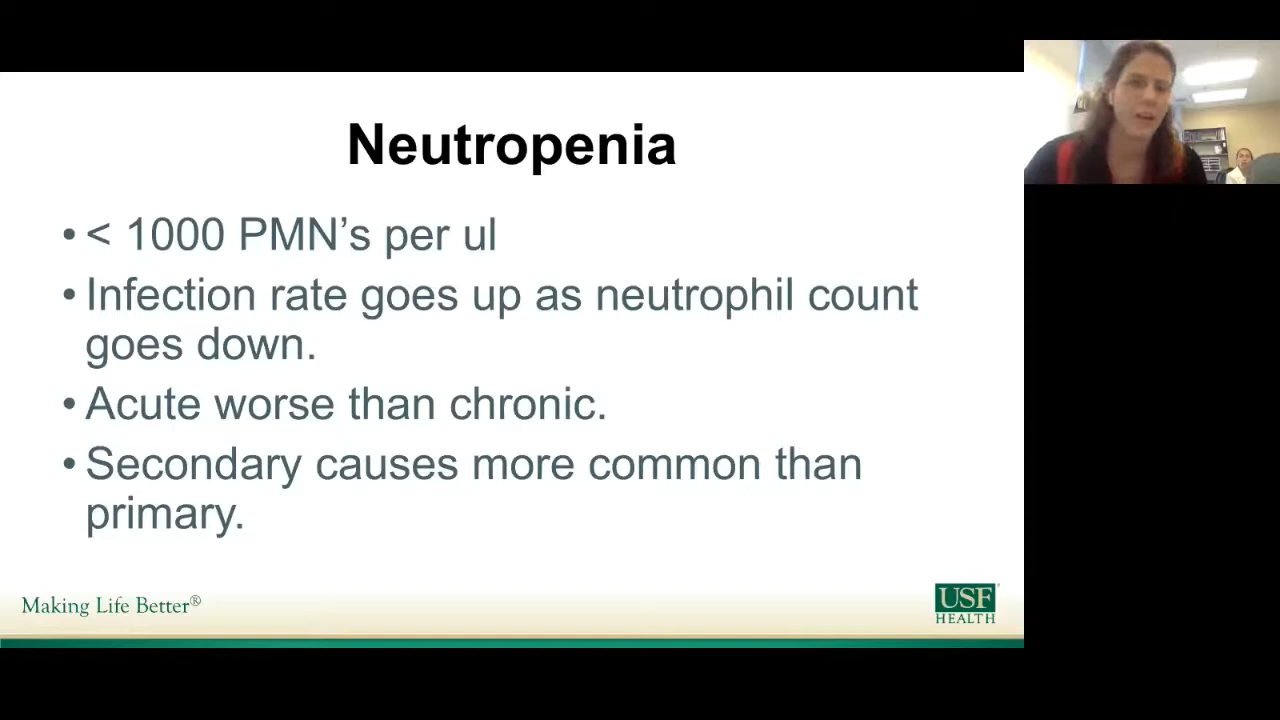 Neutropenia
• < 1000 PMN’s per ul
• Infection rate goes up as neutrophil count
goes down.
• Acute worse than chronic.
• Secondary causes more common than
primary.
Making Life Better®
USF
HEALTH